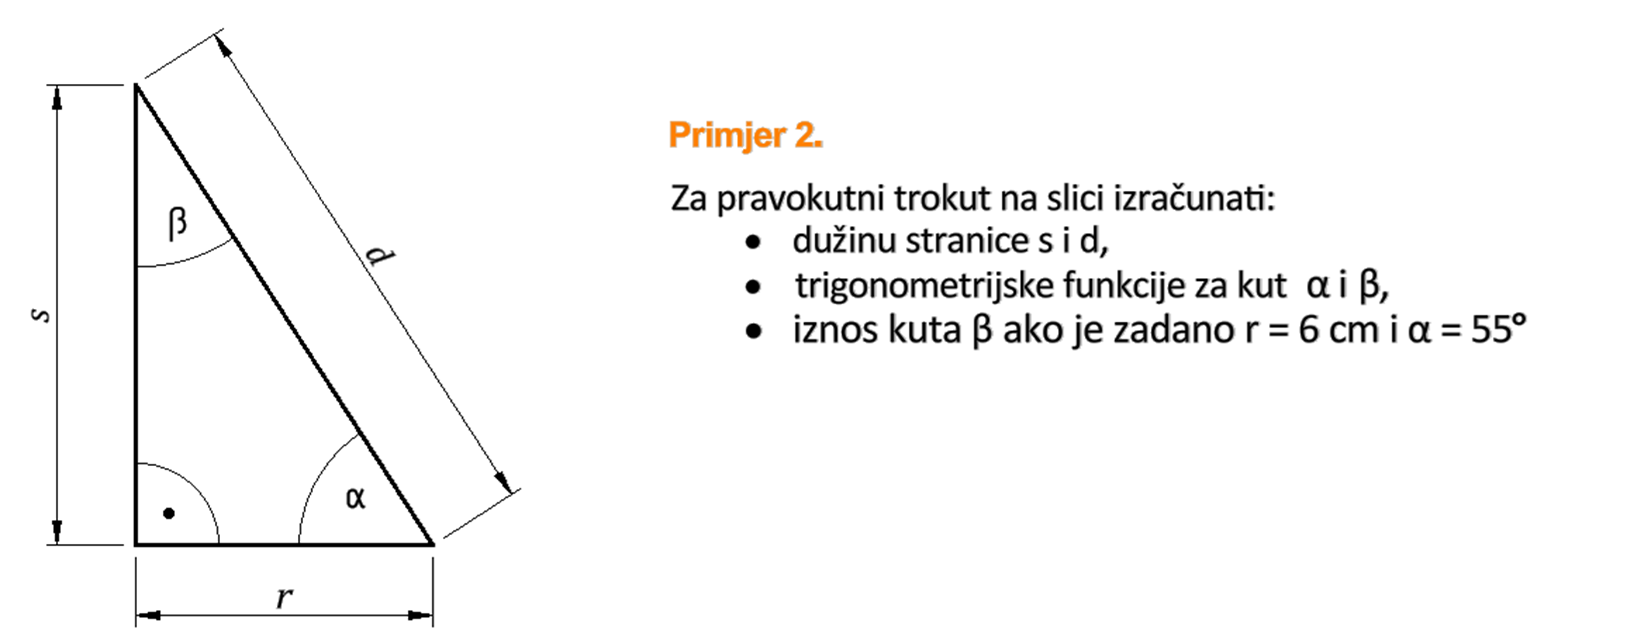 Primjer 2.
Za pravokutni trokut na slici izračunati:
• dužinu stranice s i d,
• trigonometrijske funkcije za kut α i β,
• iznos kuta β ako je zadano r = 6 cm i α = 55°
β
d
s
α
r